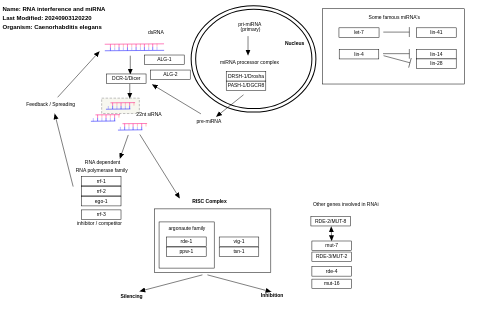 Name: RNA interference and miRNA
Last Modified: 20240903120220
Organism: Caenorhabditis elegans
dsRNA
ALG-1
ALG-2
DCR-1/Dicer
22nt siRNA
Feedback / Spreading
pri-miRNA
(primary)
Nucleus
miRNA processor complex
DRSH-1/Drosha
PASH-1/DGCR8
pre-miRNA
Some famous miRNA's
let-7
lin-41
lin-4
lin-14
lin-28
RNA dependent
RNA polymerase family
rrf-1
rrf-2
ego-1
rrf-3
inhibitor / competitor
RISC Complex
argonaute family
rde-1
ppw-1
vig-1
tsn-1
Silencing
Inhibition
Other genes involved in RNAi
RDE-2/MUT-8
mut-7
RDE-3/MUT-2
rde-4
mut-16